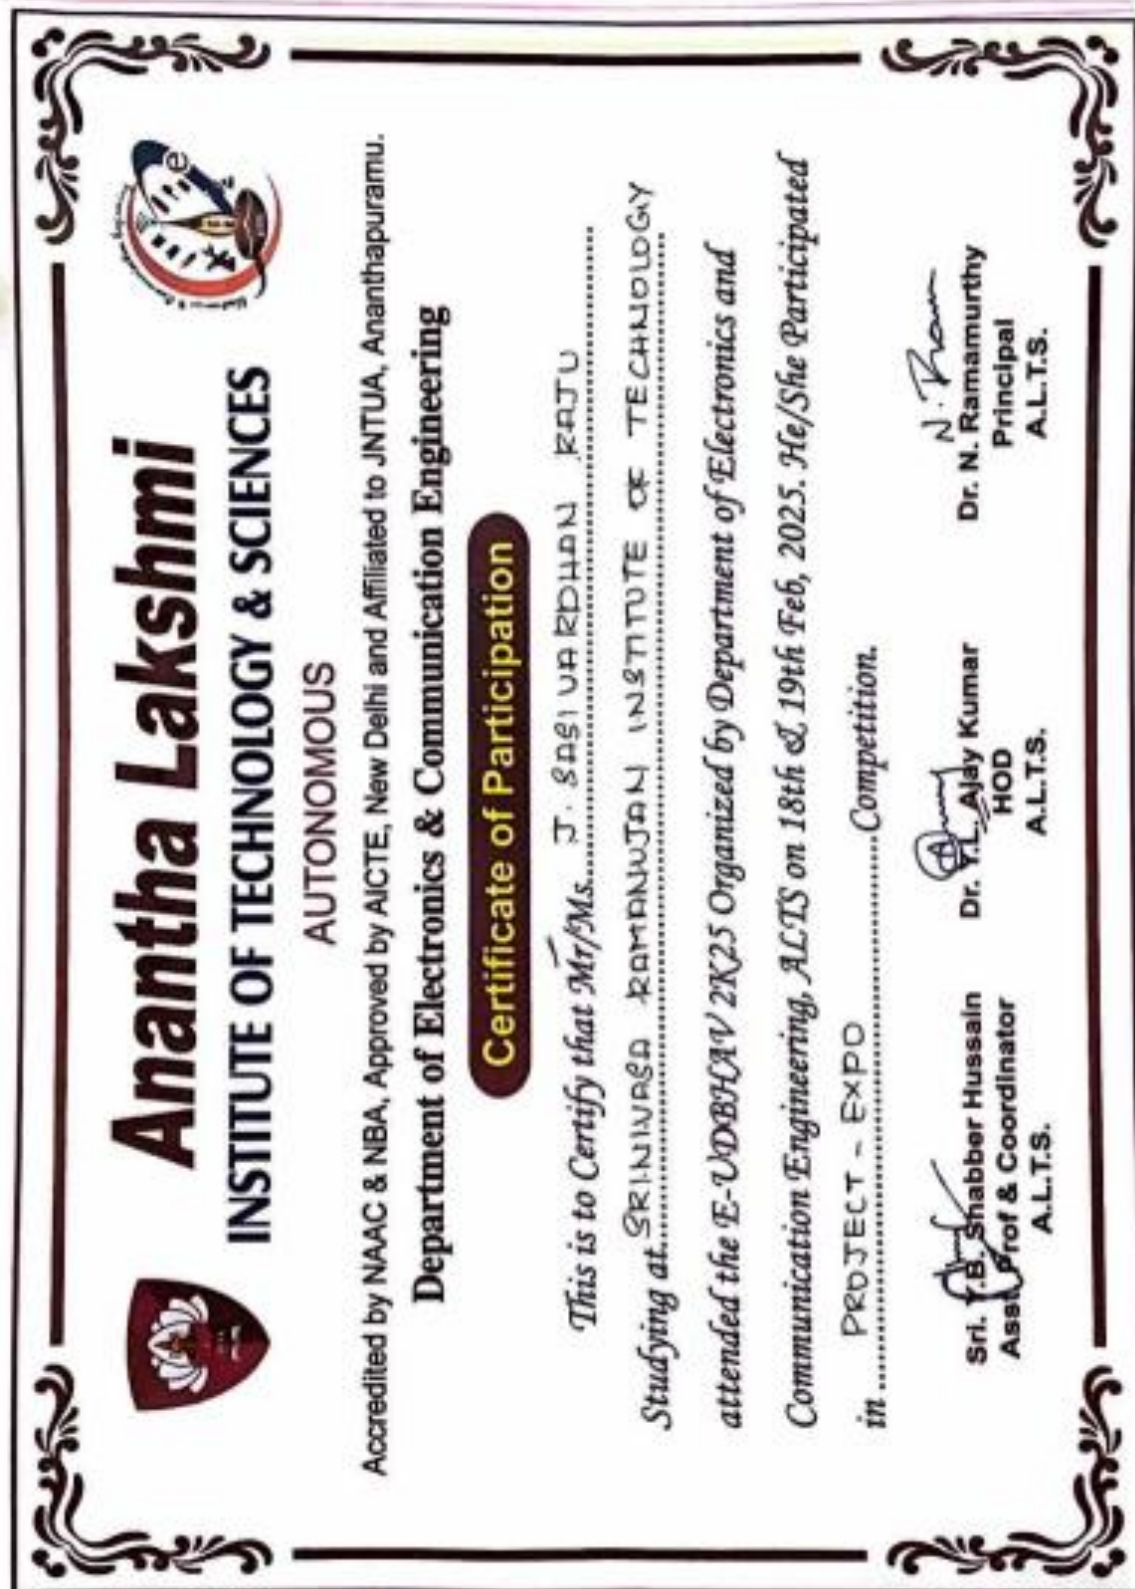 Anantha Lakshmi
INSTITUTE OF TECHNOLOGY & SCIENCES
AUTONOMOUS
Accredited by NAAC & NBA, Approved by AICTE, New Delhi and Affiliated to JNTUA, Ananthapuramu.
Department of Electronics & Communication Engineering
Certificate of Participation
This is to Certify that Mr/Ms. J. SASIVARDHAN RAJU
Studying at SRINIVASA RAMANUJAN INSTITUTE OF TECHNOLOGY
attended the E-UDBHAV 2K25 Organized by Department of Electronics and
Communication Engineering, ALTS on 18th & 19th Feb, 2025. He/She Participated
in PROJECT-EXPO Competition.
N. Ram
Sri. Y.B. Shabber Hussain Dr. Y.L. Ajay Kumar Dr. N. Ramamurthy
Asst. Prof & Coordinator HOD Principal
A.L.T.S. A.L.T.S. A.L.T.S.